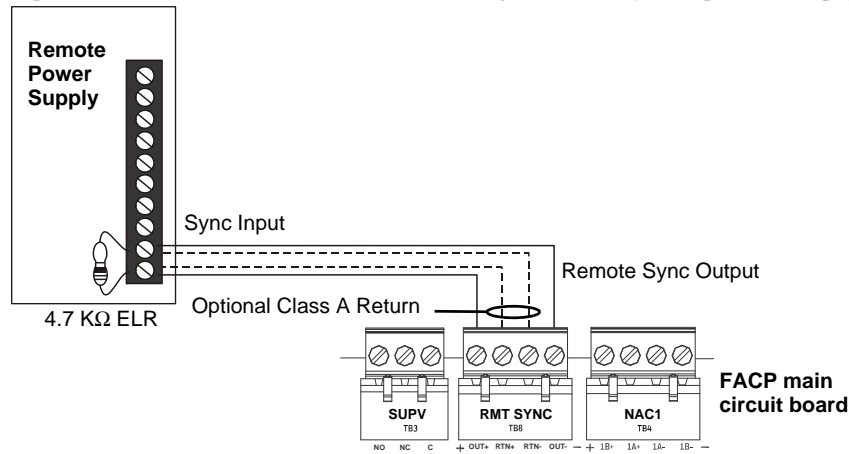 Remote
Power
Supply
Sync Input
Remote Sync Output
Optional Class A Return
4.7 KΩ ELR
SUPV
TB3
NO NC C
RMT SYNC
TB8
+ OUT+ RTN+ RTN- OUT- -
NAC1
TB4
+ 1B+ 1A+ 1A- 1B- -
FACP main
circuit board